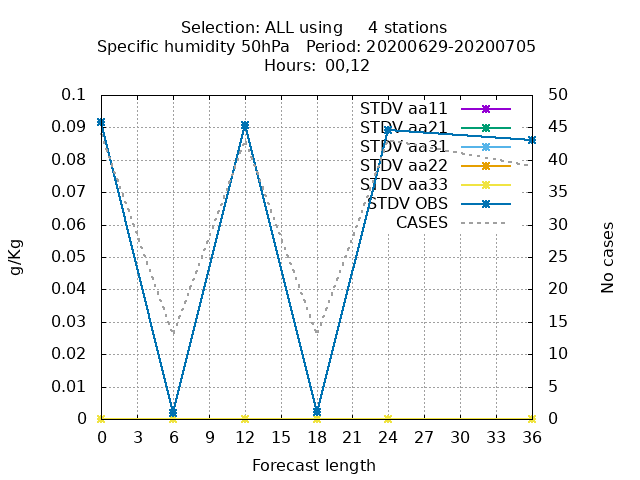 Selection: ALL using     4 stations
Specific humidity 50hPa   Period: 20200629-20200705
Hours: 00,12
0.1
0.09
0.08
0.07
0.06
0.05
0.04
0.03
0.02
0.01
0
g/Kg
STDV aa11
STDV aa21
STDV aa31
STDV aa22
STDV aa33
STDV OBS
CASES
50
45
40
35
30
25
20
15
10
5
0
No cases
0 3 6 9 12 15 18 21 24 27 30 33 36
Forecast length